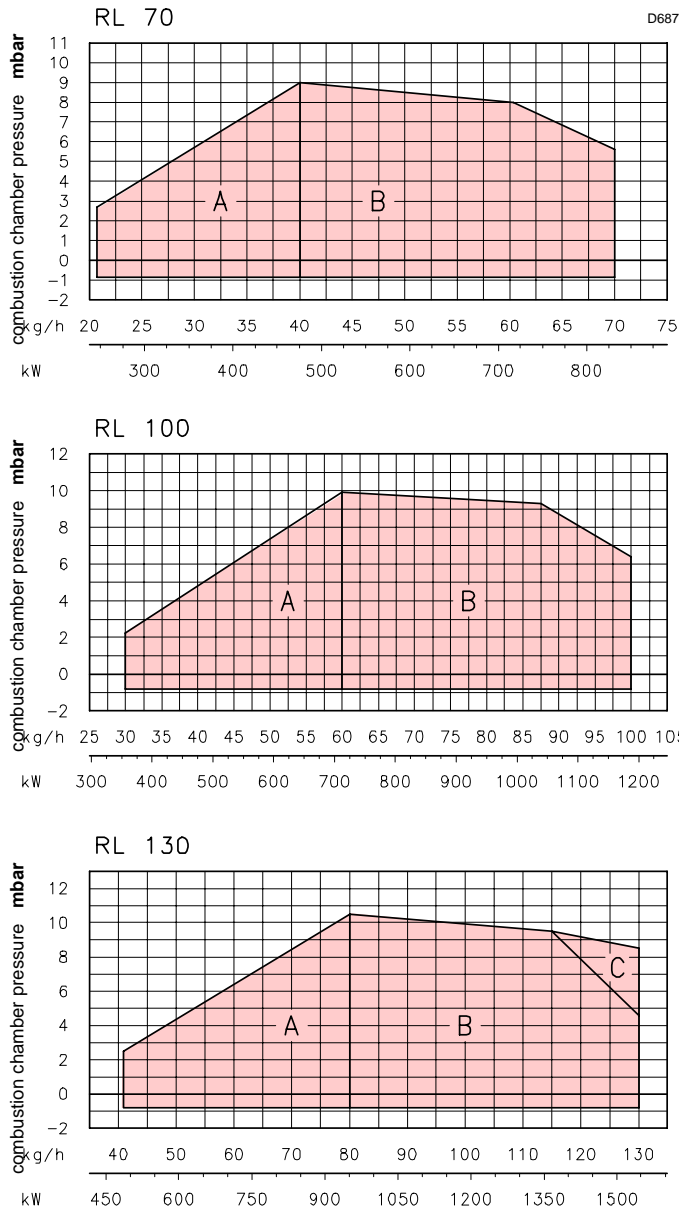 RL 70
D687
combustion chamber pressure mbar
11
10
9
8
7
6
5
4
3
2
1
0
−1
−2
A
B
20 25 30 35 40 45 50 55 60 65 70 75
kg/h
300 400 500 600 700 800
kW
RL 100
combustion chamber pressure mbar
12
10
8
6
4
2
0
−2
A
B
kg/h 25 30 35 40 45 50 55 60 65 70 75 80 85 90 95 100 105
300 400 500 600 700 800 900 1000 1100 1200
kW
RL 130
combustion chamber pressure mbar
12
10
8
6
4
2
0
−2
A
B
C
kg/h 40 50 60 70 80 90 100 110 120 130
450 600 750 900 1050 1200 1350 1500
kW